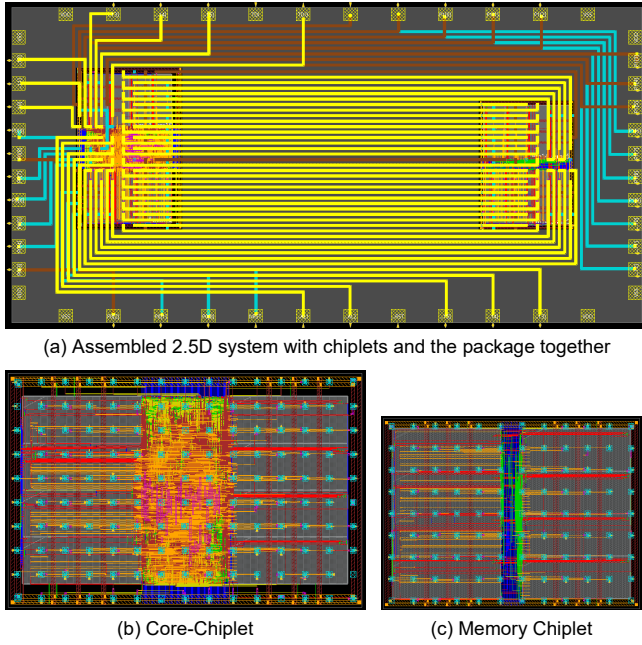 (a) Assembled 2.5D system with chiplets and the package together
(b) Core-Chiplet
(c) Memory Chiplet